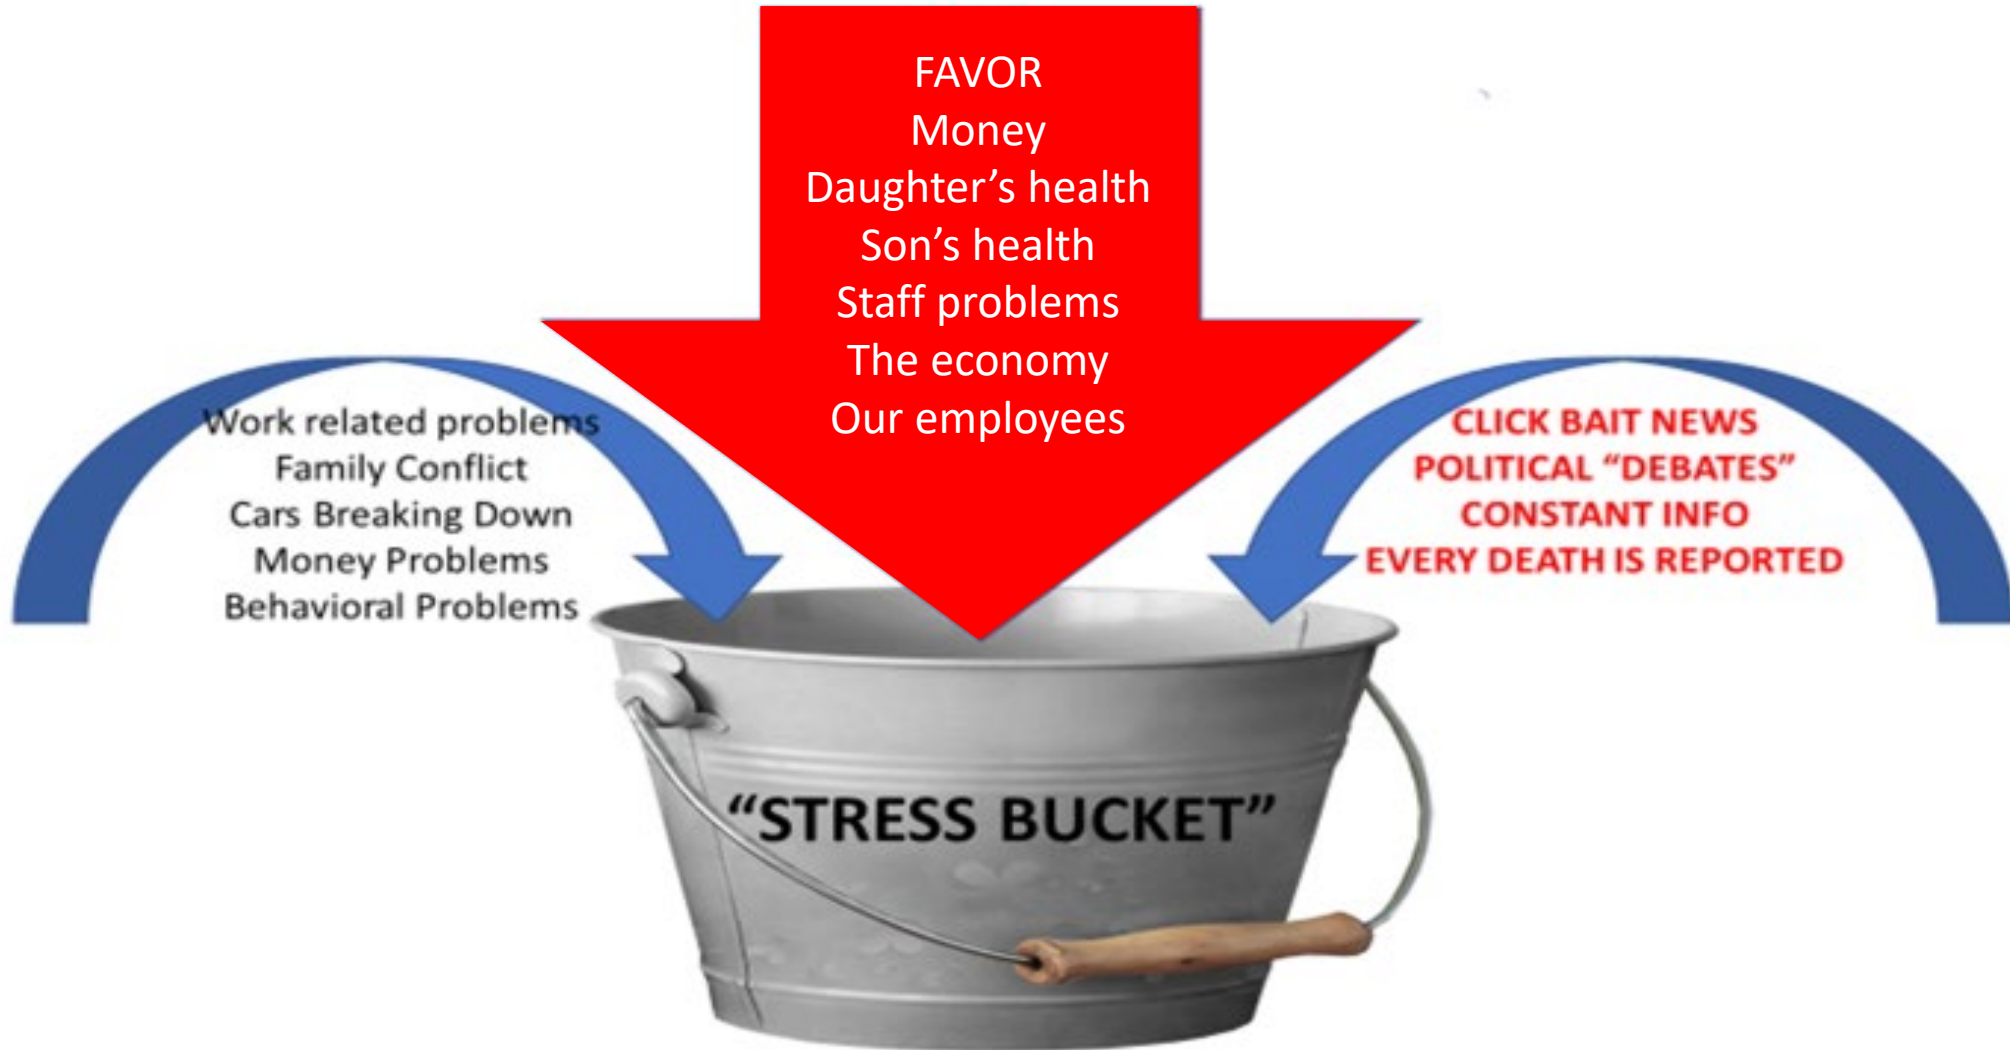 FAVOR
Money
Daughter’s health
Son’s health
Staff problems
The economy
Our employees
Work related problems
Family Conflict
Cars Breaking Down
Money Problems
Behavioral Problems
CLICK BAIT NEWS
POLITICAL “DEBATES”
CONSTANT INFO
EVERY DEATH IS REPORTED
“STRESS BUCKET”